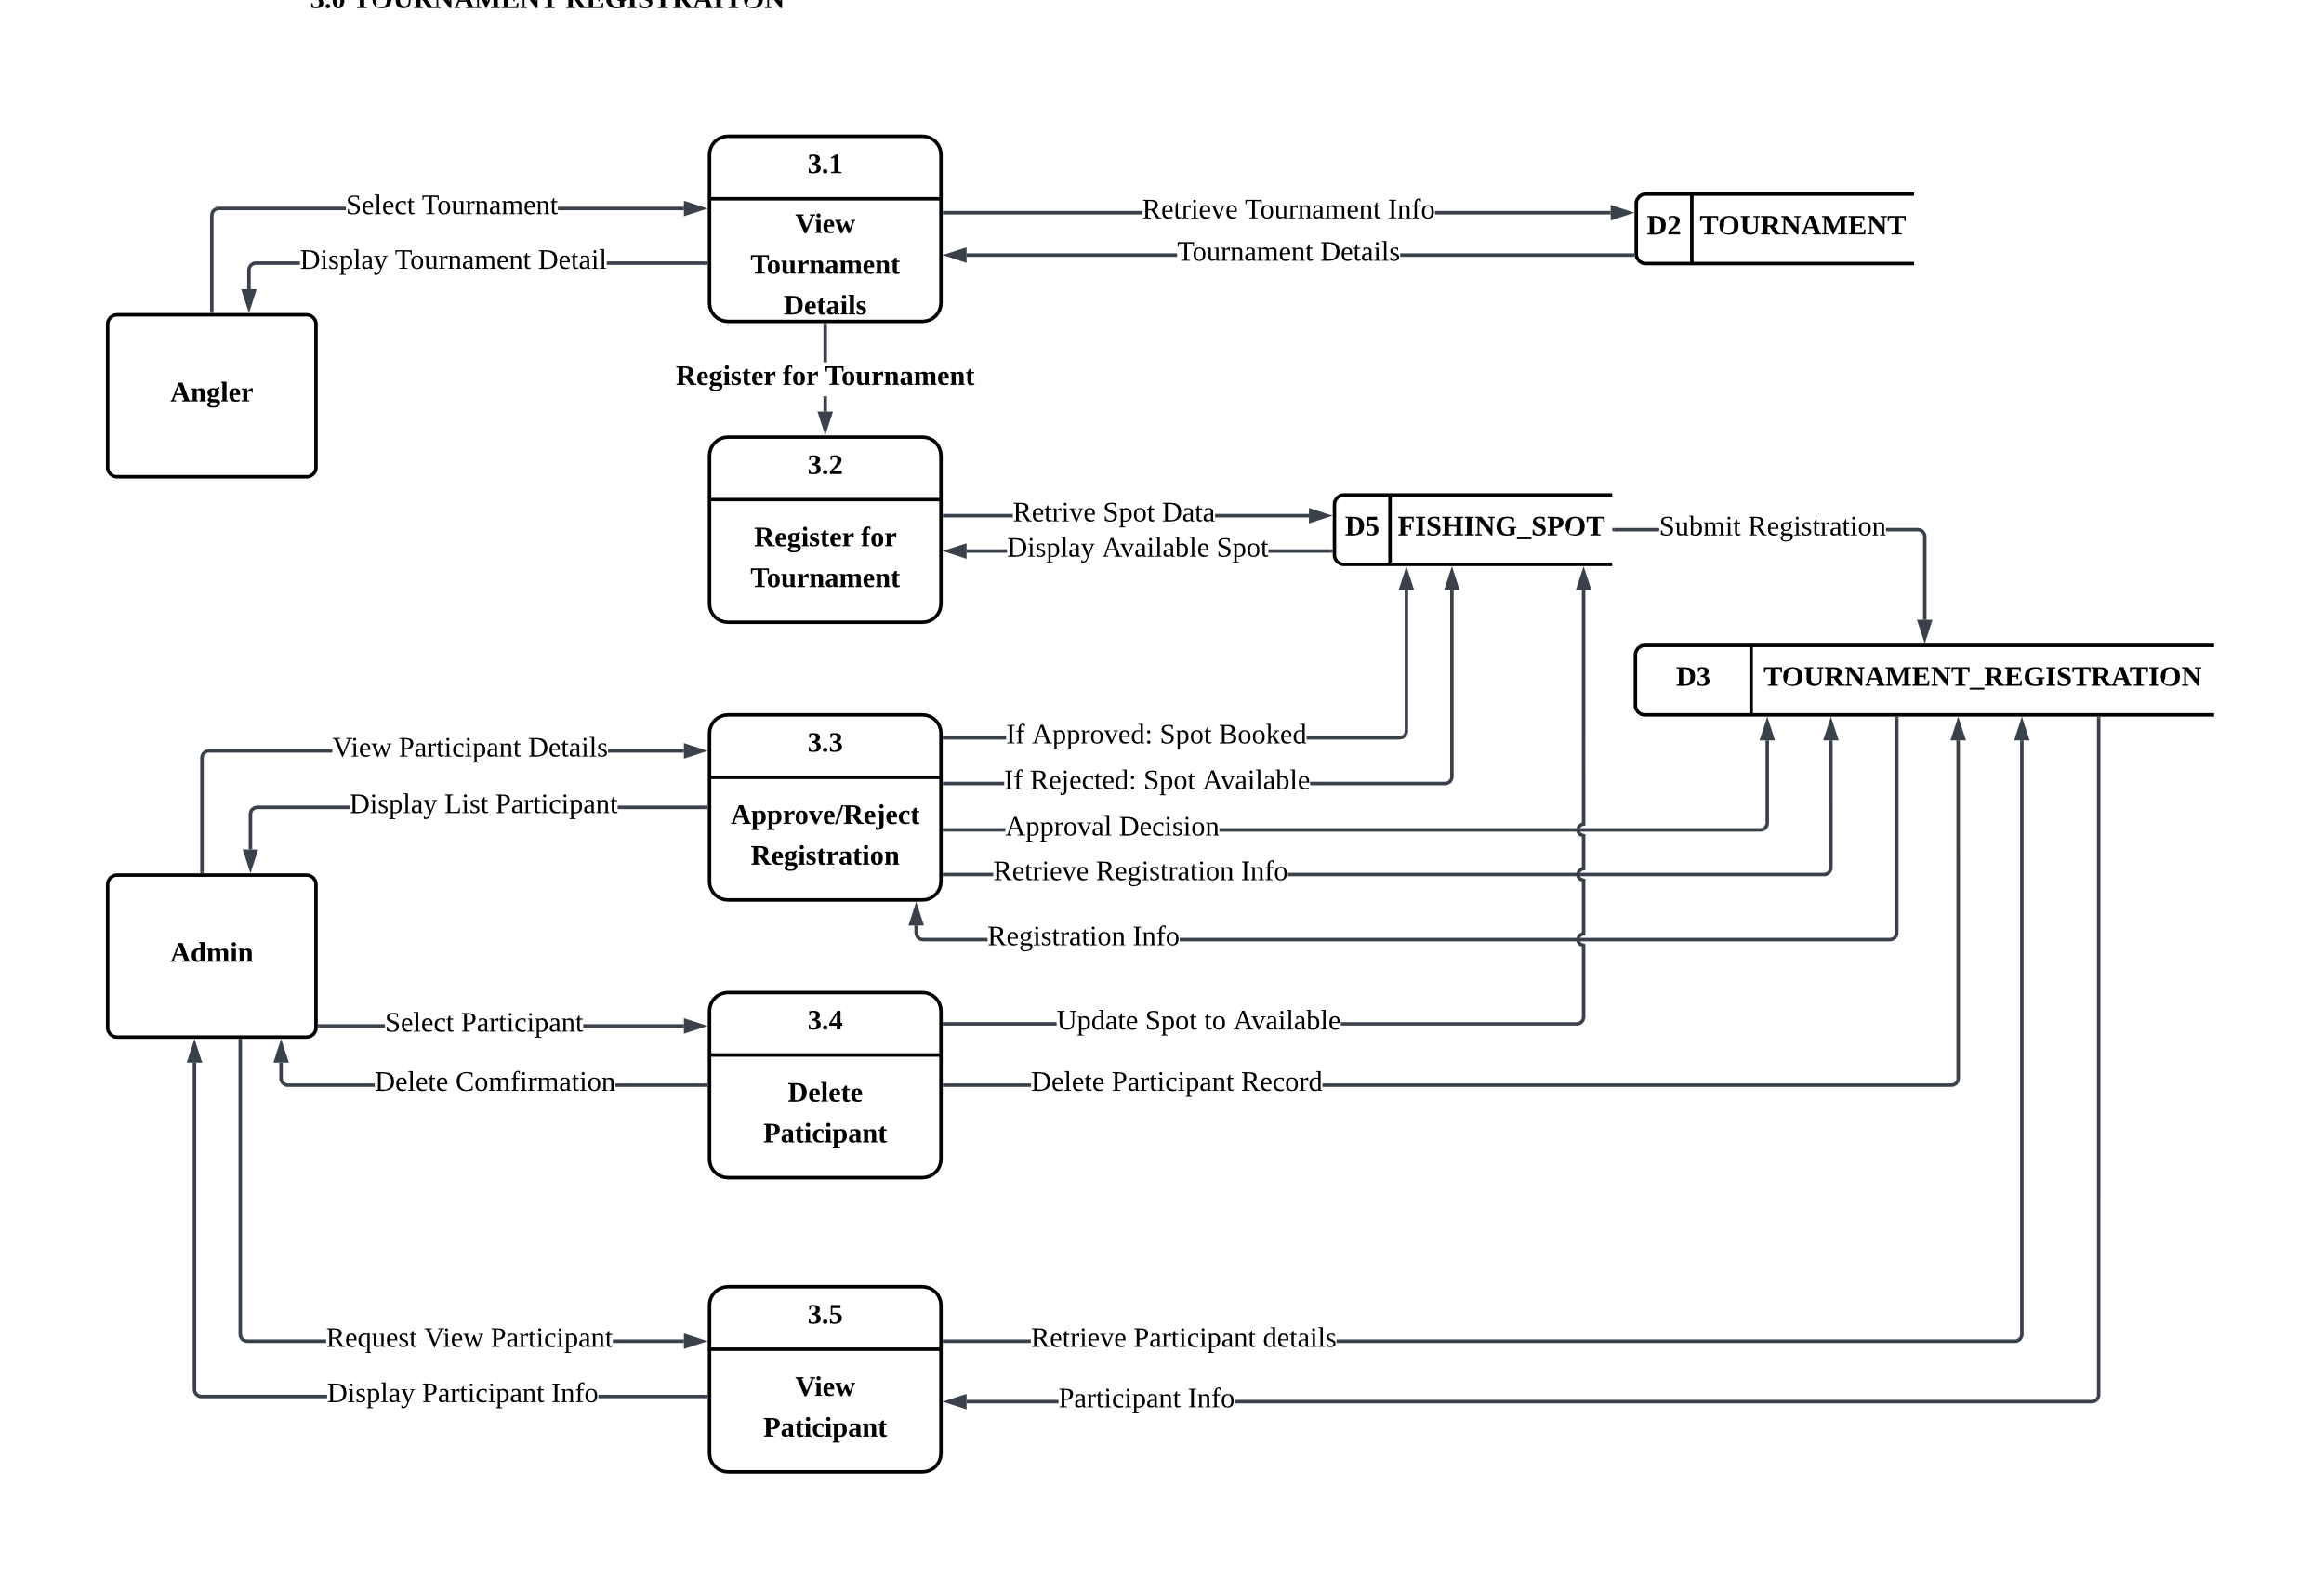 3.0 TOURNAMENT REGISTRAITON
3.1
View
Tournament
Details
Select Tournament
Display Tournament Detail
Retrieve Tournament Info
Tournament Details
D2 TOURNAMENT
Angler
Register for Tournament
3.2
Register for
Tournament
Retrive Spot Data
Display Available Spot
D5 FISHING_SPOT
Submit Registration
D3 TOURNAMENT_REGISTRATION
3.3
Approve/Reject
Registration
View Participant Details
Display List Participant
If Approved: Spot Booked
If Rejected: Spot Available
Approval Decision
Retrieve Registration Info
Registration Info
Admin
3.4
Delete
Paticipant
Select Participant
Delete Comfirmation
Update Spot to Available
Delete Participant Record
3.5
View
Paticipant
Request View Participant
Display Participant Info
Retrieve Participant details
Participant Info